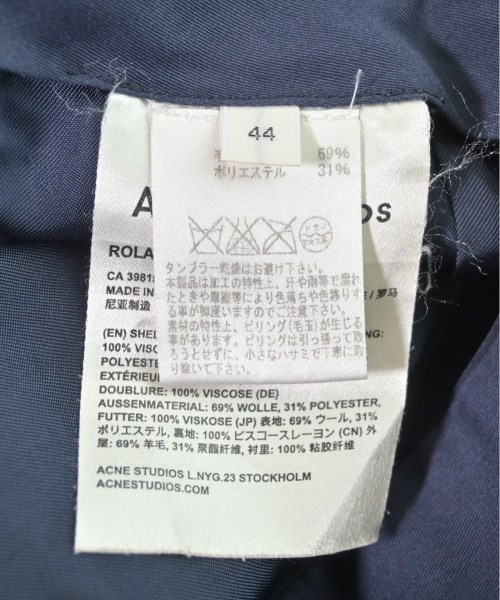 44
69%
ポリエステル 31%
ドライ
セキユ系
タンブラー乾燥はお避け下さい。
本製品は加工の特性上、汗や雨等で濡れ
たときや摩擦等により色落ちや色移りす
る事が御座いますのでご注意下さい。
素材の特性上、ピリング(毛玉)が生じる
事があります。ピリングは引っ張って取
ろうとせずに、小さなハサミで丁寧に取
り除いて下さい。
A os
ROLA
CA 3981
MADE IN
尼亚制造 / 罗马
(EN) SHEL NG:
100% VISC
POLYESTE
EXTÉRIEU
DOUBLURE: 100% VISCOSE (DE)
AUSSENMATERIAL: 69% WOLLE, 31% POLYESTER,
FUTTER: 100% VISKOSE (JP) 表地: 69% ウール, 31%
ポリエステル, 裏地: 100% ビスコースレーヨン (CN) 外
层: 69% 羊毛, 31% 聚酯纤维, 衬里: 100% 粘胶纤维
ACNE STUDIOS L.NYG.23 STOCKHOLM
ACNESTUDIOS.COM